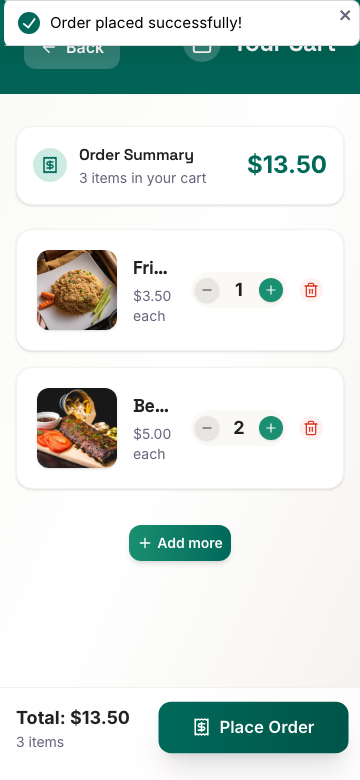 Order placed successfully!
Back
Your Cart
Order Summary
3 items in your cart
$13.50
Fri...
$3.50
each
1
Be...
$5.00
each
2
Add more
Total: $13.50
3 items
Place Order